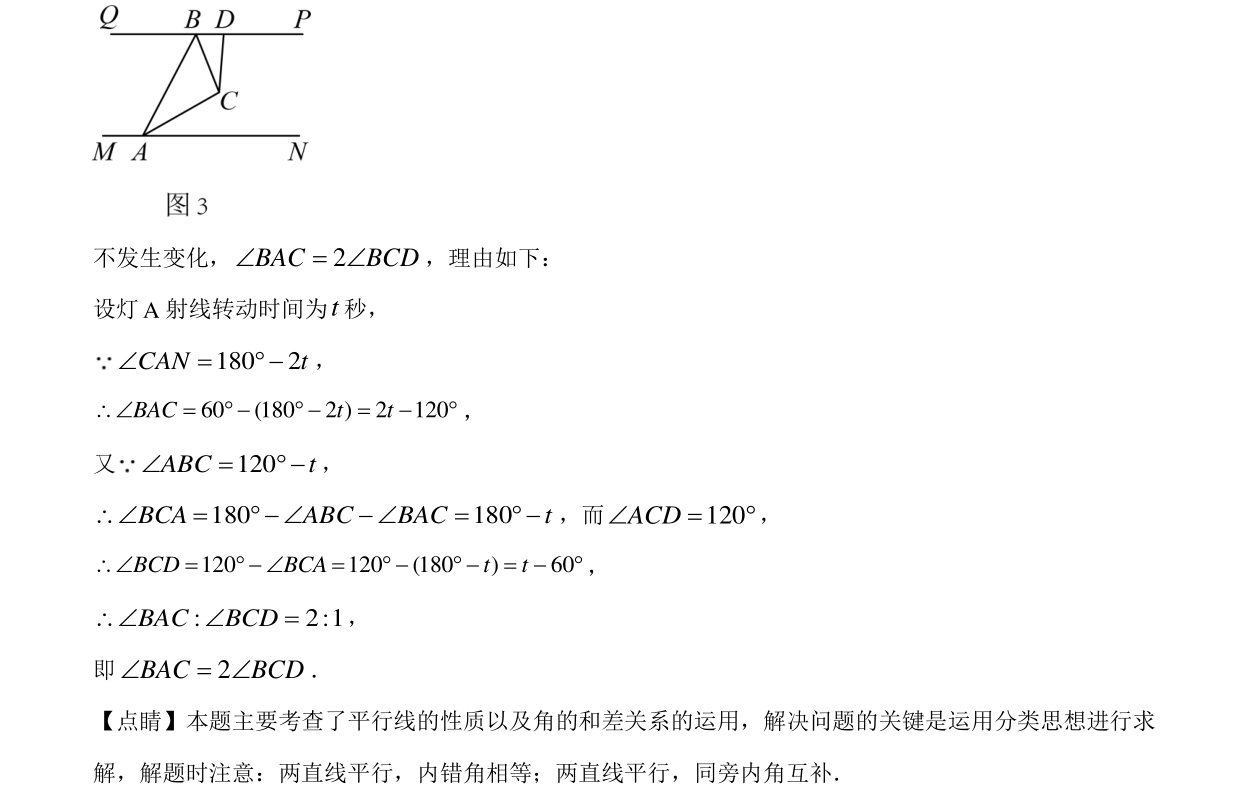 Q B D P
C
M A N
图 3
不发生变化，∠BAC = 2∠BCD，理由如下：
设灯 A 射线转动时间为 t 秒，
∵∠CAN = 180° − 2t，
∴∠BAC = 60° − (180° − 2t) = 2t − 120°，
又∵∠ABC = 120° − t，
∴∠BCA = 180° − ∠ABC − ∠BAC = 180° − t，而∠ACD = 120°，
∴∠BCD = 120° − ∠BCA = 120° − (180° − t) = t − 60°，
∴∠BAC : ∠BCD = 2 : 1，
即∠BAC = 2∠BCD．
【点睛】本题主要考查了平行线的性质以及角的和差关系的运用，解决问题的关键是运用分类思想进行求
解，解题时注意：两直线平行，内错角相等；两直线平行，同旁内角互补．